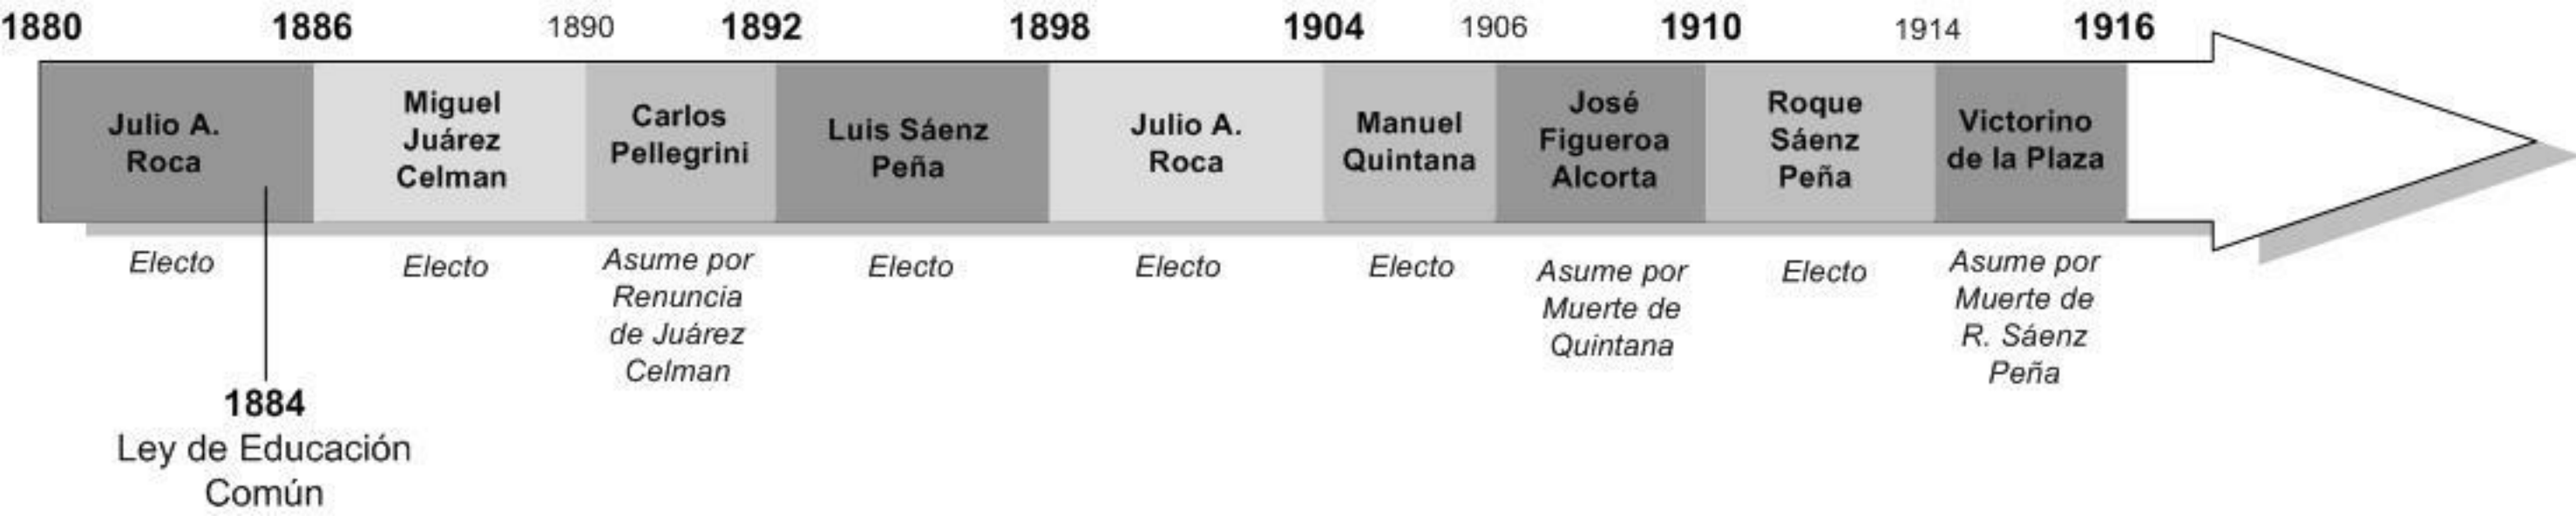 1880 1886 1890 1892 1898 1904 1906 1910 1914 1916
Julio A.
Roca
Miguel
Juárez
Celman
Carlos
Pellegrini
Luis Sáenz
Peña
Julio A.
Roca
Manuel
Quintana
José
Figueroa
Alcorta
Roque
Sáenz
Peña
Victorino
de la Plaza
Electo
Electo
Asume por
Renuncia
de Juárez
Celman
Electo
Electo
Electo
Asume por
Muerte de
Quintana
Electo
Asume por
Muerte de
R. Sáenz
Peña
1884
Ley de Educación
Común